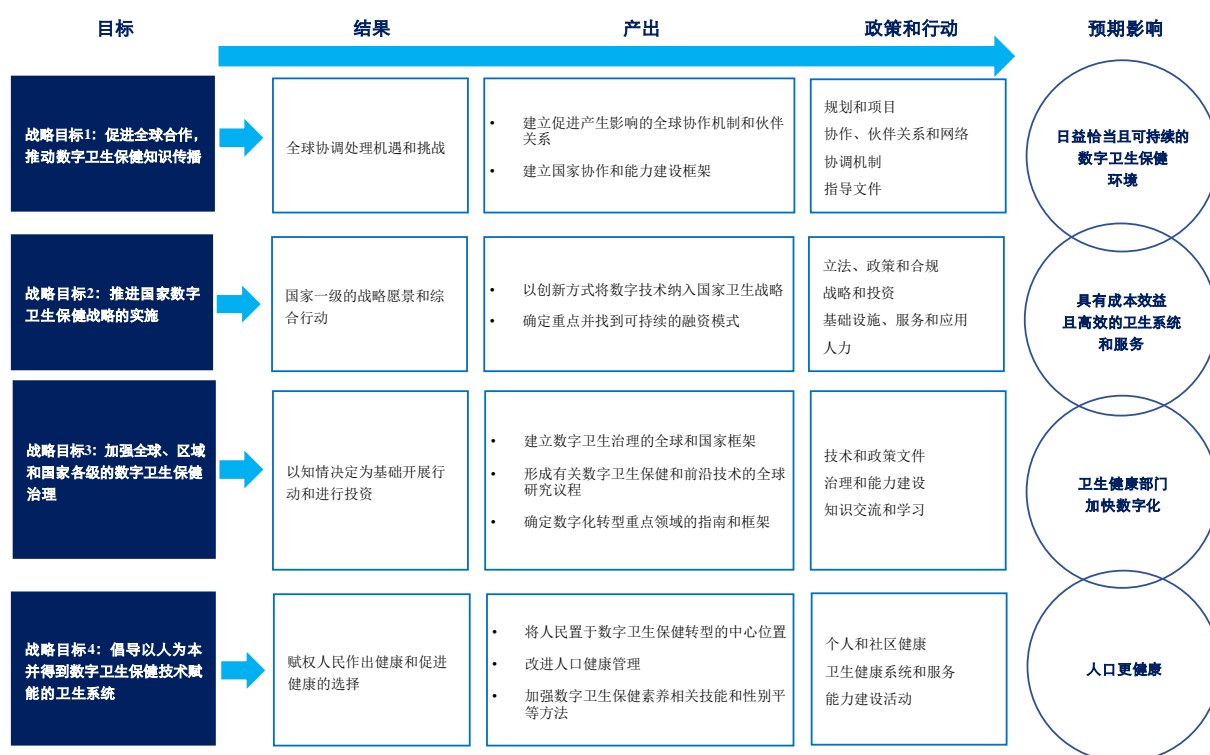 目标
结果
产出
政策和行动
预期影响
战略目标1：促进全球合作，
推动数字卫生保健知识传播
全球协调处理机遇和挑战
• 建立促进产生影响的全球协作机制和伙伴
关系
• 建立国家协作和能力建设框架
规划和项目
协作、伙伴关系和网络
协调机制
指导文件
日益恰当且可持续的
数字卫生保健
环境
战略目标2：推进国家数字
卫生保健战略的实施
国家一级的战略愿景和综
合行动
• 以创新方式将数字技术纳入国家卫生战略
• 确定重点并找到可持续的融资模式
立法、政策和合规
战略和投资
基础设施、服务和应用
人力
具有成本效益
且高效的卫生系统
和服务
战略目标3：加强全球、区域
和国家各级的数字卫生保健
治理
以知情决定为基础开展行
动和进行投资
• 建立数字卫生治理的全球和国家框架
• 形成有关数字卫生保健和前沿技术的全球
研究议程
• 确定数字化转型重点领域的指南和框架
技术和政策文件
治理和能力建设
知识交流和学习
卫生健康部门
加快数字化
战略目标4：倡导以人为本
并得到数字卫生保健技术赋
能的卫生系统
赋权人民作出健康和促进
健康的选择
• 将人民置于数字卫生保健转型的中心位置
• 改进人口健康管理
• 加强数字卫生保健素养相关技能和性别平
等方法
个人和社区健康
卫生健康系统和服务
能力建设活动
人口更健康